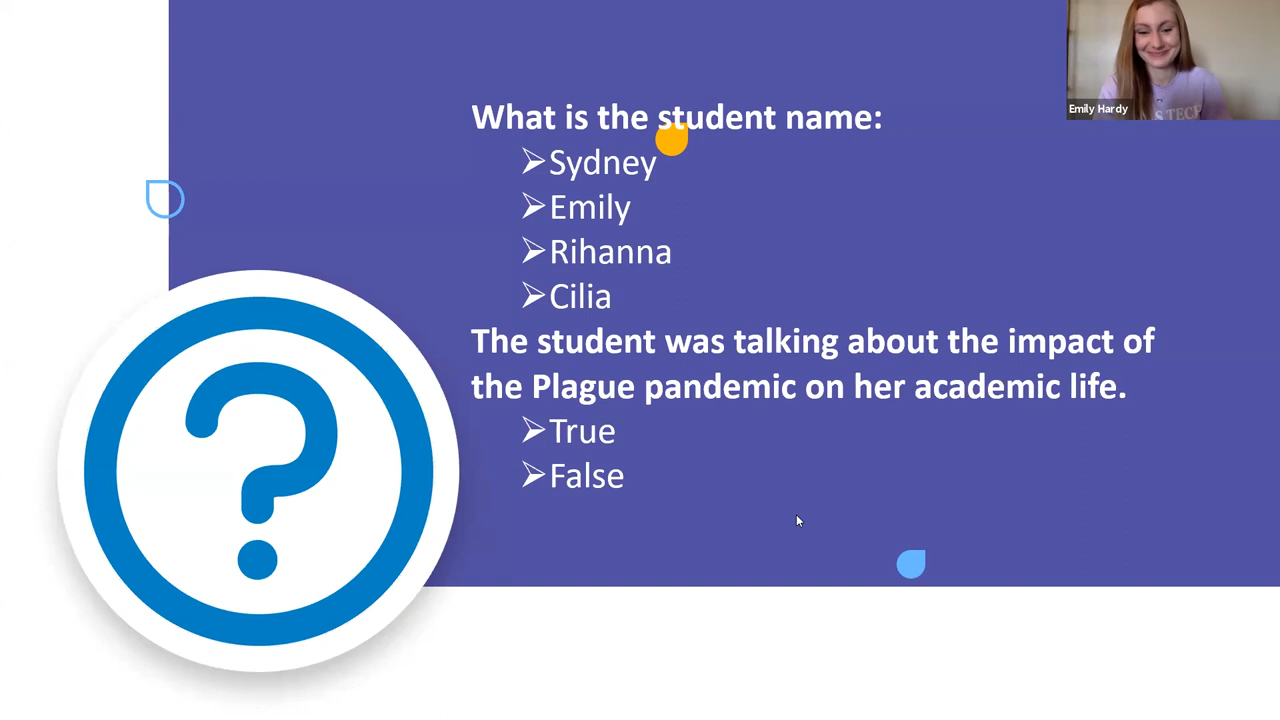 What is the student name:
➢Sydney
➢Emily
➢Rihanna
➢Cilia
The student was talking about the impact of
the Plague pandemic on her academic life.
➢True
➢False
Emily Hardy